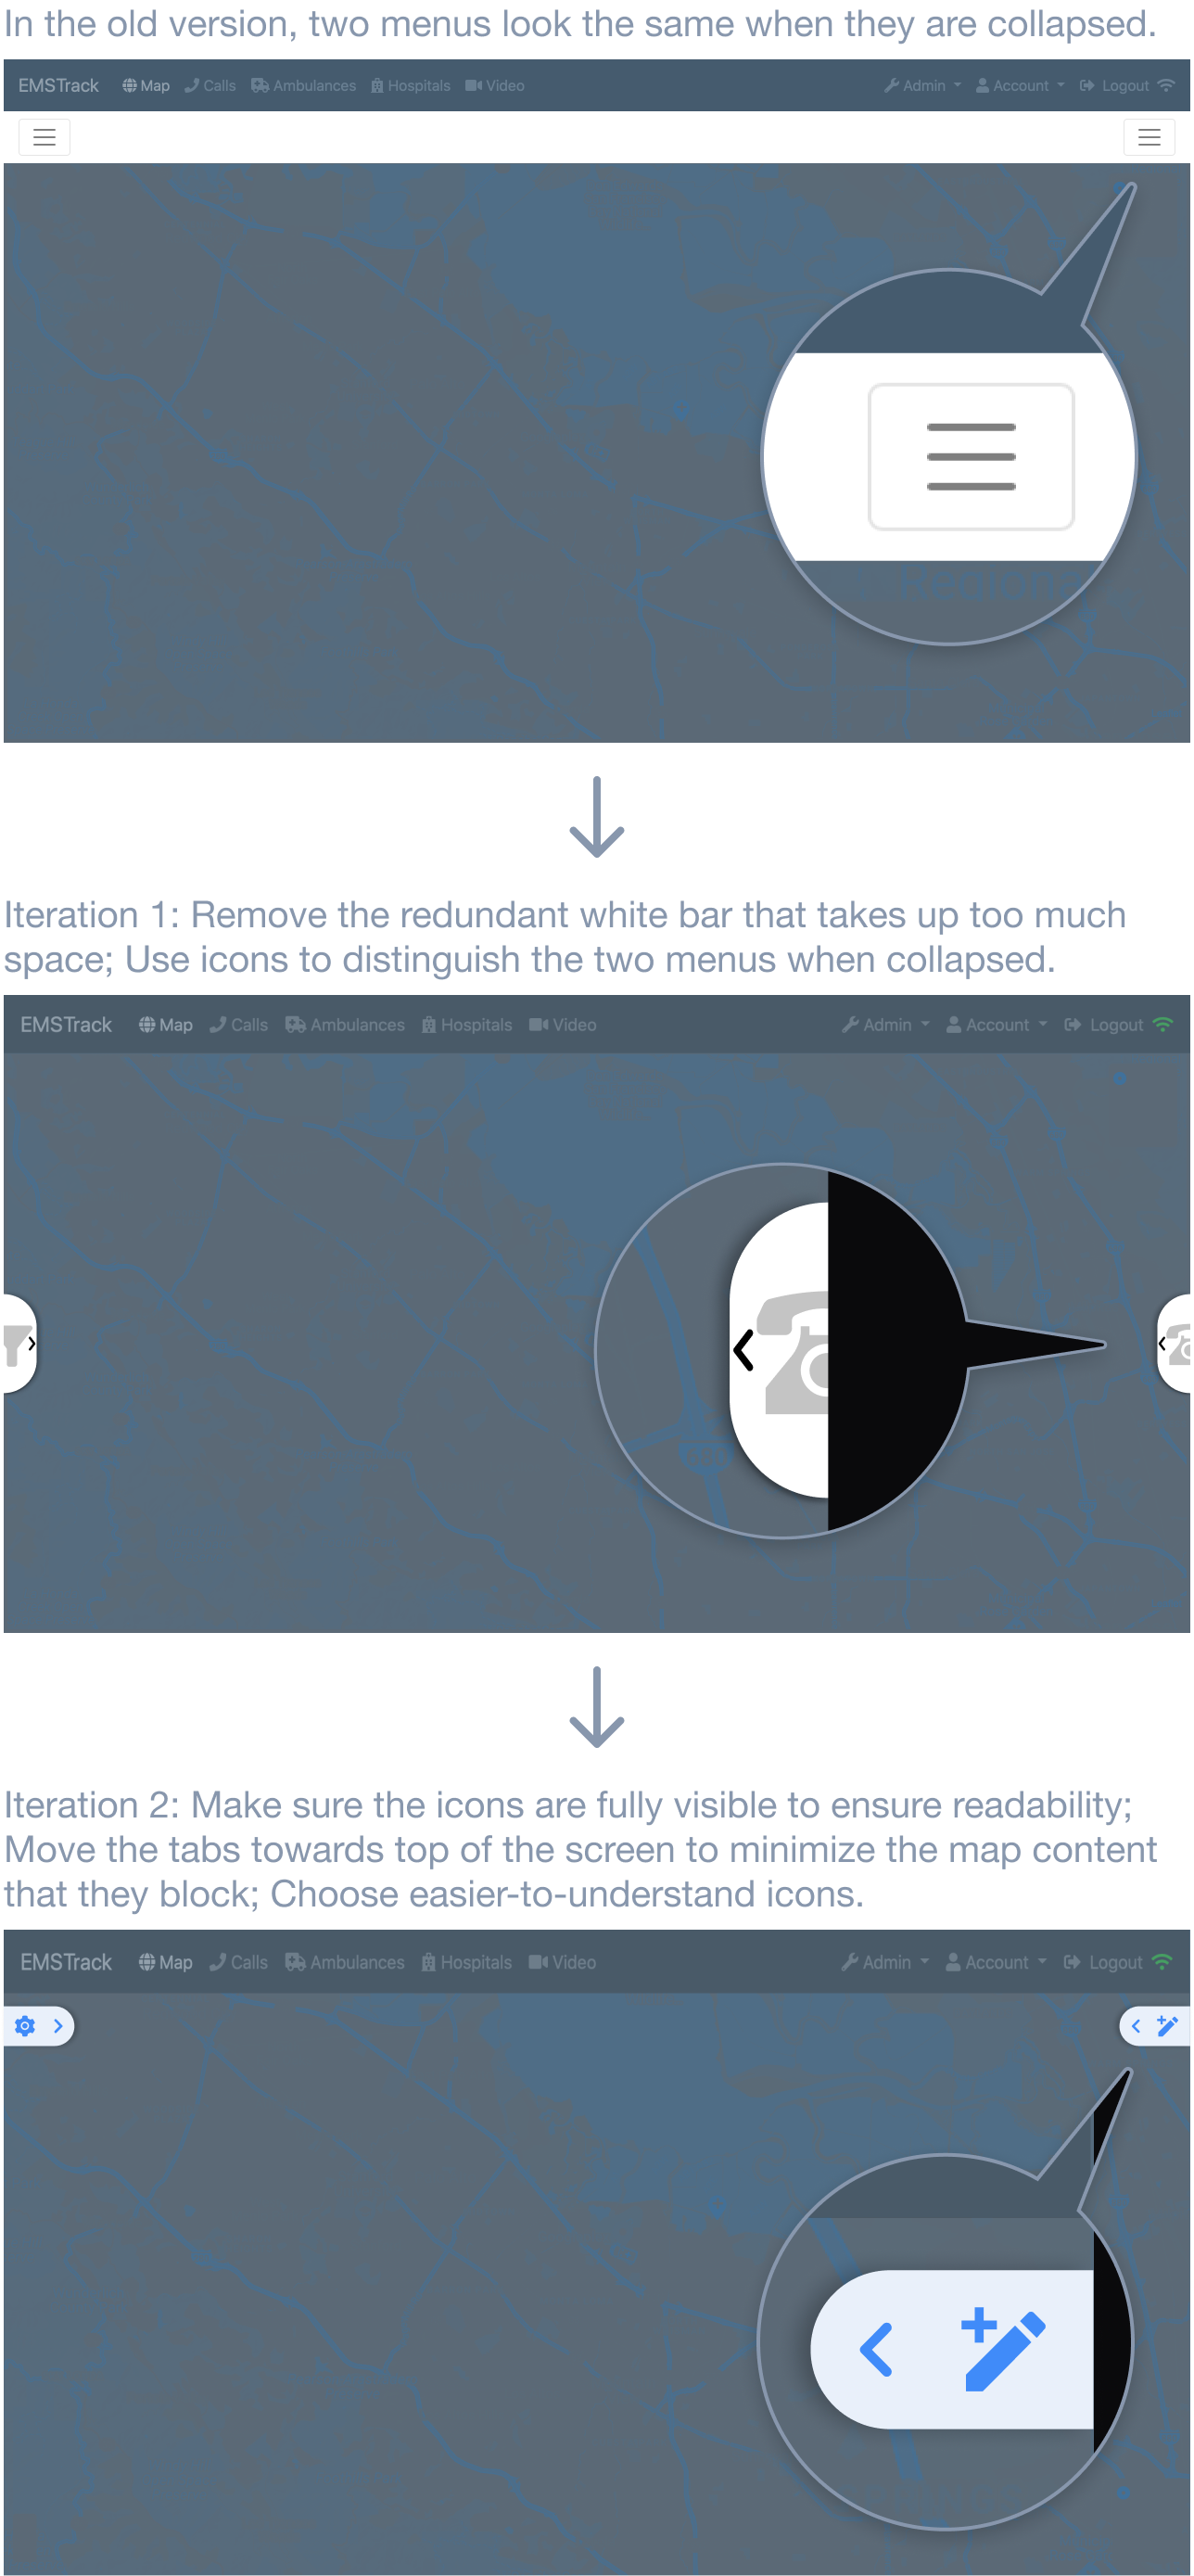 In the old version, two menus look the same when they are collapsed.
EMSTrack Map Calls Ambulances Hospitals Video Admin Account Logout
Regiona
Iteration 1: Remove the redundant white bar that takes up too much
space; Use icons to distinguish the two menus when collapsed.
EMSTrack Map Calls Ambulances Hospitals Video Admin Account Logout
Iteration 2: Make sure the icons are fully visible to ensure readability;
Move the tabs towards top of the screen to minimize the map content
that they block; Choose easier-to-understand icons.
EMSTrack Map Calls Ambulances Hospitals Video Admin Account Logout